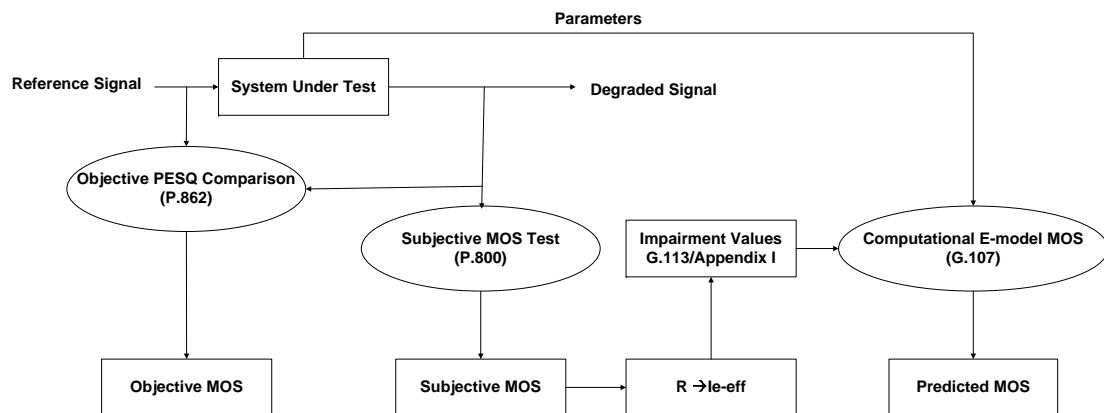 Parameters
Reference Signal
System Under Test
Degraded Signal
Objective PESQ Comparison
(P.862)
Subjective MOS Test
(P.800)
Impairment Values
G.113/Appendix I
Computational E-model MOS
(G.107)
Objective MOS
Subjective MOS
R →Ie-eff
Predicted MOS